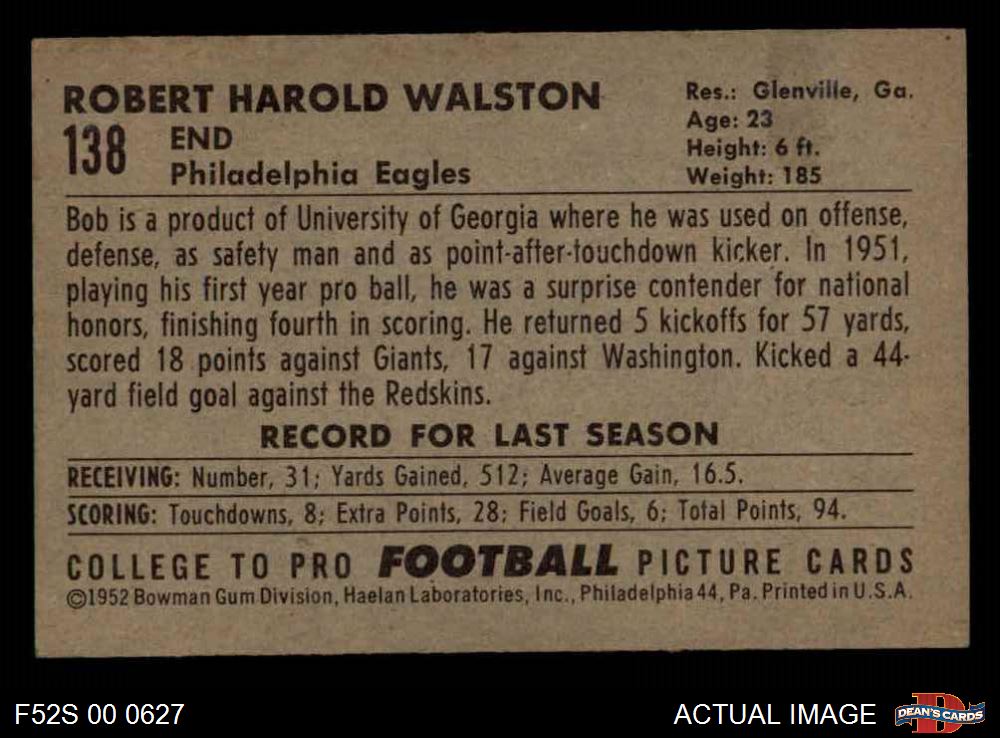 ROBERT HAROLD WALSTON
138
END
Philadelphia Eagles
Res.: Glenville, Ga.
Age: 23
Height: 6 ft.
Weight: 185
Bob is a product of University of Georgia where he was used on offense,
defense, as safety man and as point-after-touchdown kicker. In 1951,
playing his first year pro ball, he was a surprise contender for national
honors, finishing fourth in scoring. He returned 5 kickoffs for 57 yards,
scored 18 points against Giants, 17 against Washington. Kicked a 44-
yard field goal against the Redskins.
RECORD FOR LAST SEASON
RECEIVING: Number, 31; Yards Gained, 512; Average Gain, 16.5.
SCORING: Touchdowns, 8; Extra Points, 28; Field Goals, 6; Total Points, 94.
COLLEGE TO PRO FOOTBALL PICTURE CARDS
©1952 Bowman Gum Division, Haelan Laboratories, Inc., Philadelphia 44, Pa. Printed in U.S.A.
F52S 00 0627
ACTUAL IMAGE
DEAN'S CARDS